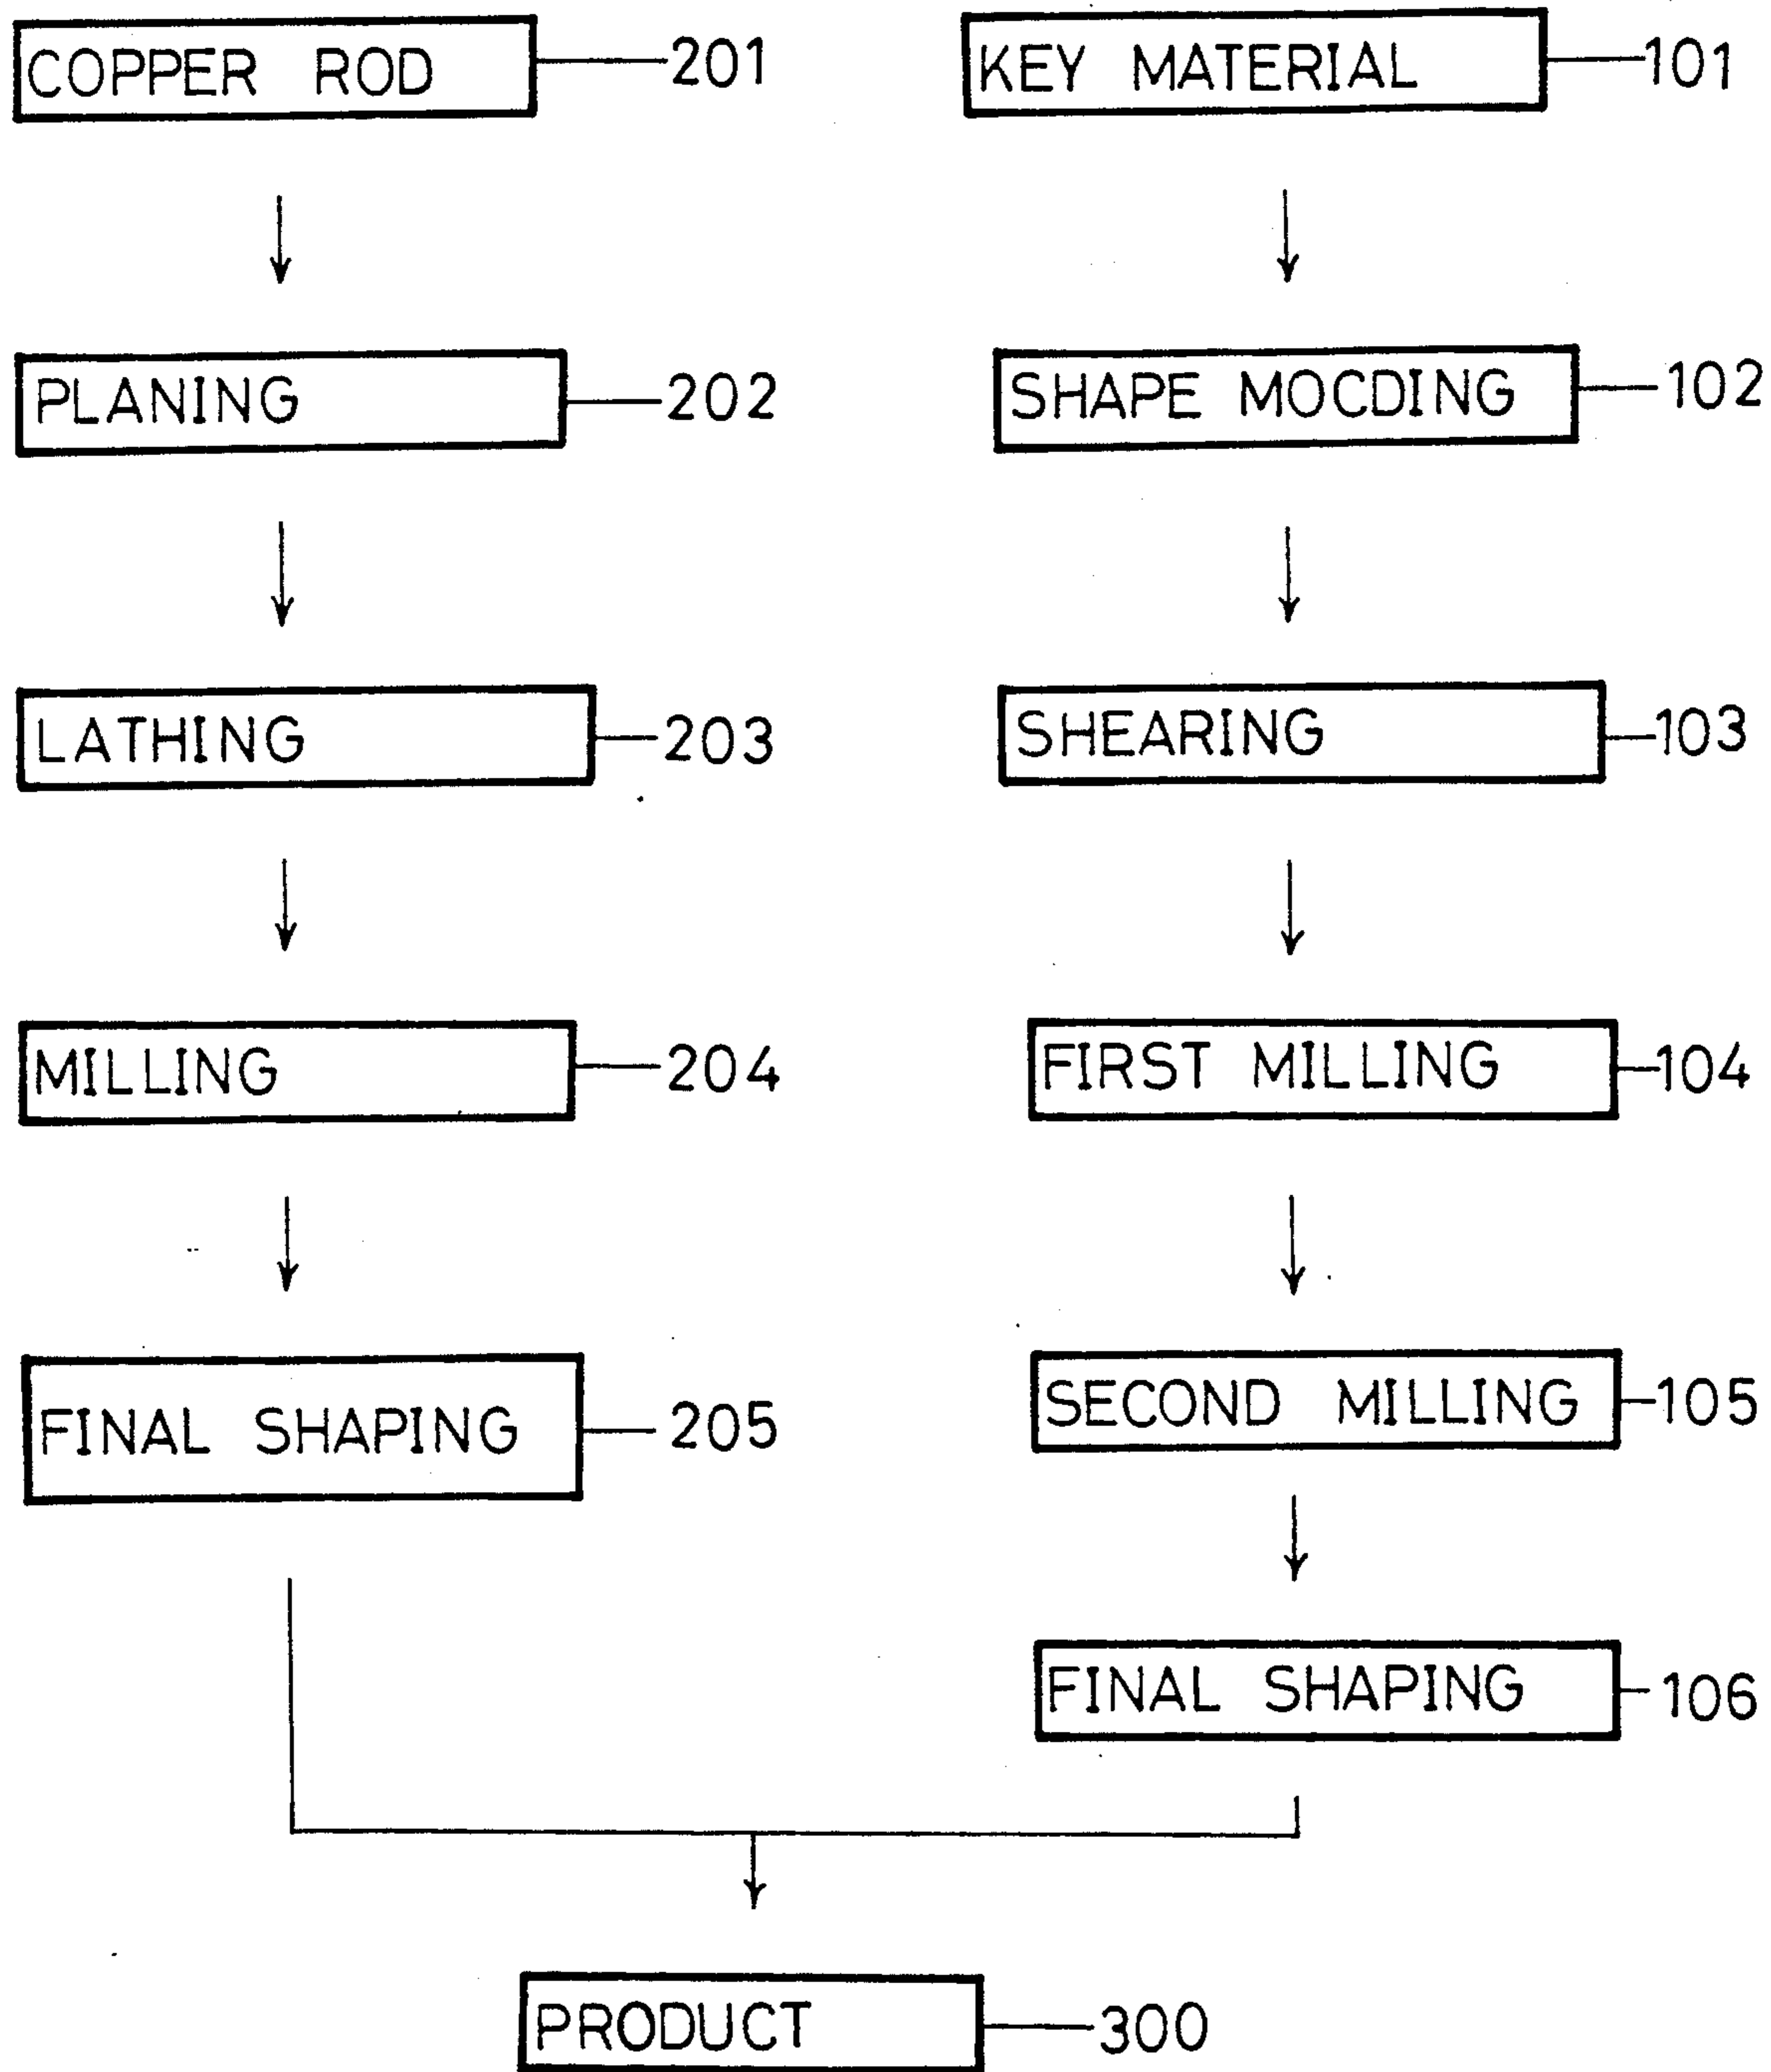 COPPER ROD 201
KEY MATERIAL 101
PLANING 202
SHAPE MOCDING 102
LATHING 203
SHEARING 103
MILLING 204
FIRST MILLING 104
FINAL SHAPING 205
SECOND MILLING 105
FINAL SHAPING 106
PRODUCT 300